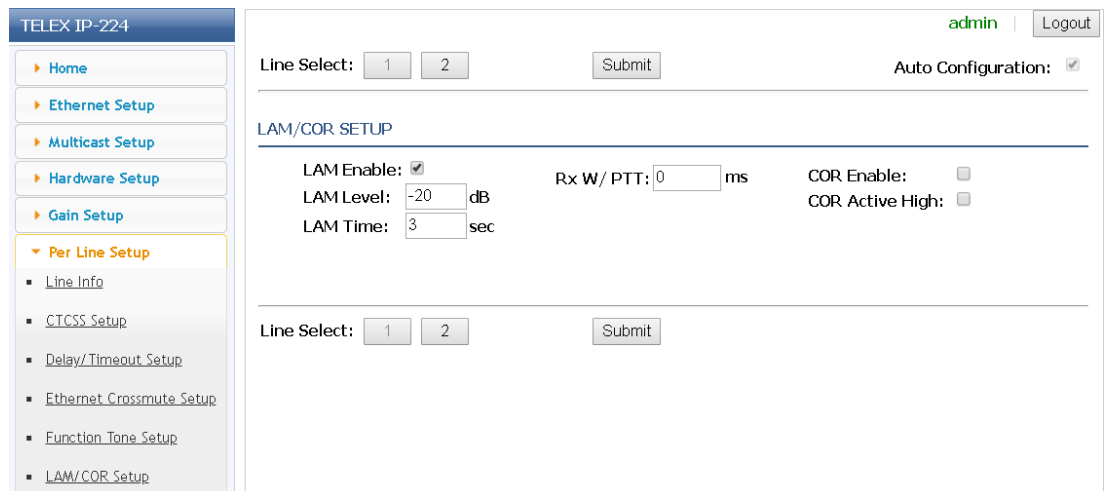 TELEX IP-224
Home
Ethernet Setup
Multicast Setup
Hardware Setup
Gain Setup
Per Line Setup
Line Info
CTCSS Setup
Delay/Timeout Setup
Ethernet Crossmute Setup
Function Tone Setup
LAM/COR Setup
admin | Logout
Line Select: 1 2 Submit Auto Configuration:
LAM/COR SETUP
LAM Enable: Rx W/ PTT: 0 ms COR Enable:
LAM Level: -20 dB COR Active High:
LAM Time: 3 sec
Line Select: 1 2 Submit